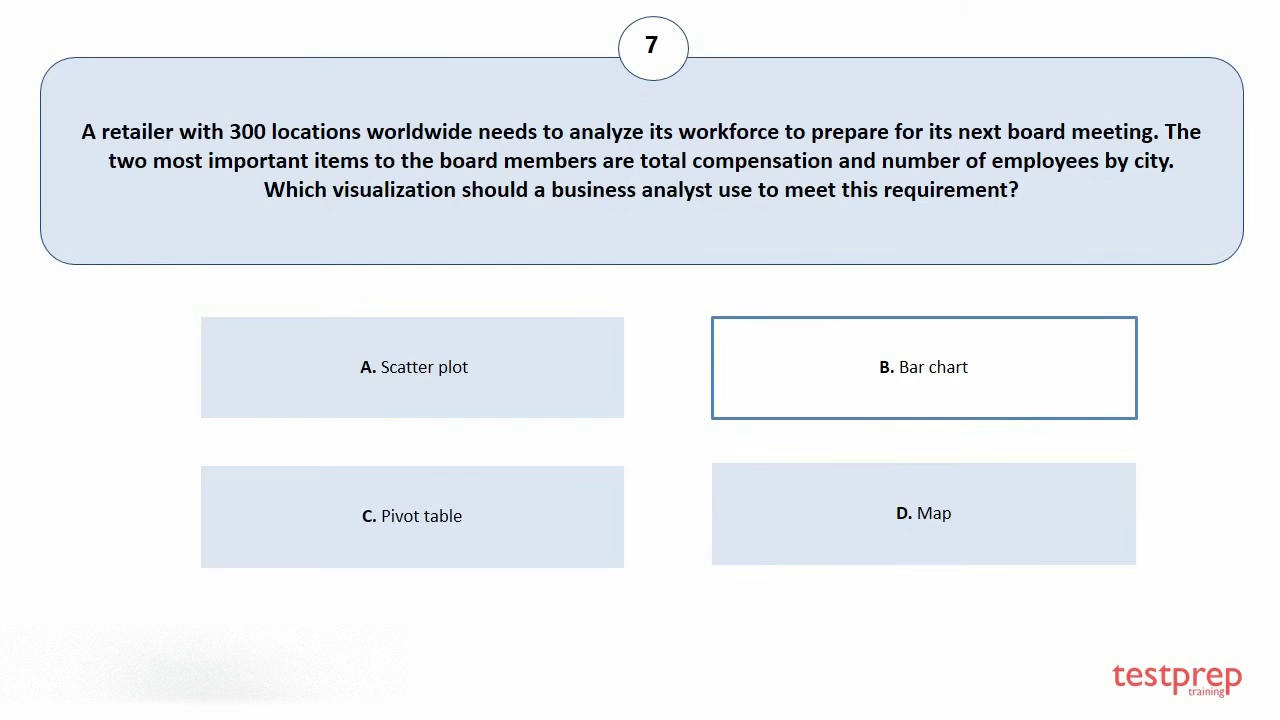 7
A retailer with 300 locations worldwide needs to analyze its workforce to prepare for its next board meeting. The
two most important items to the board members are total compensation and number of employees by city.
Which visualization should a business analyst use to meet this requirement?
A. Scatter plot
B. Bar chart
C. Pivot table
D. Map
testprep
training